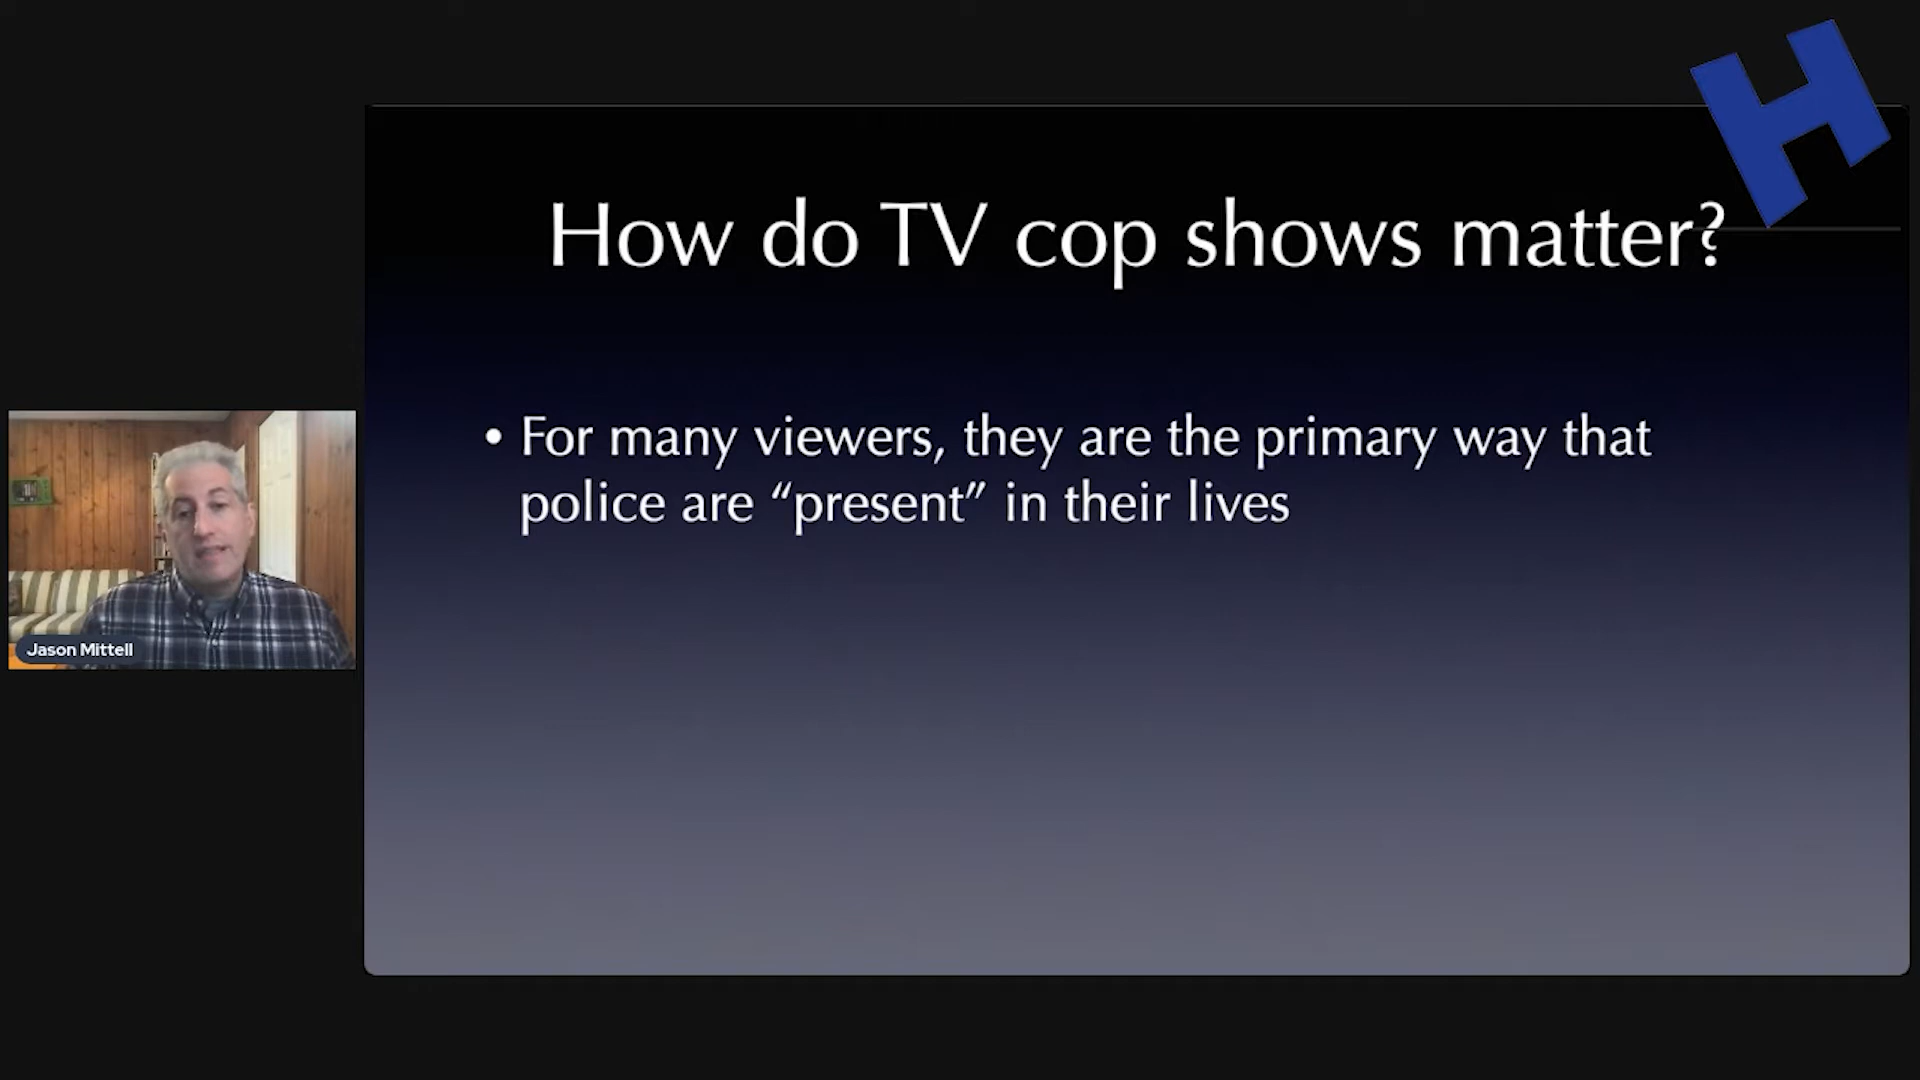 H
How do TV cop shows matter?
• For many viewers, they are the primary way that
police are “present” in their lives
Jason Mittell